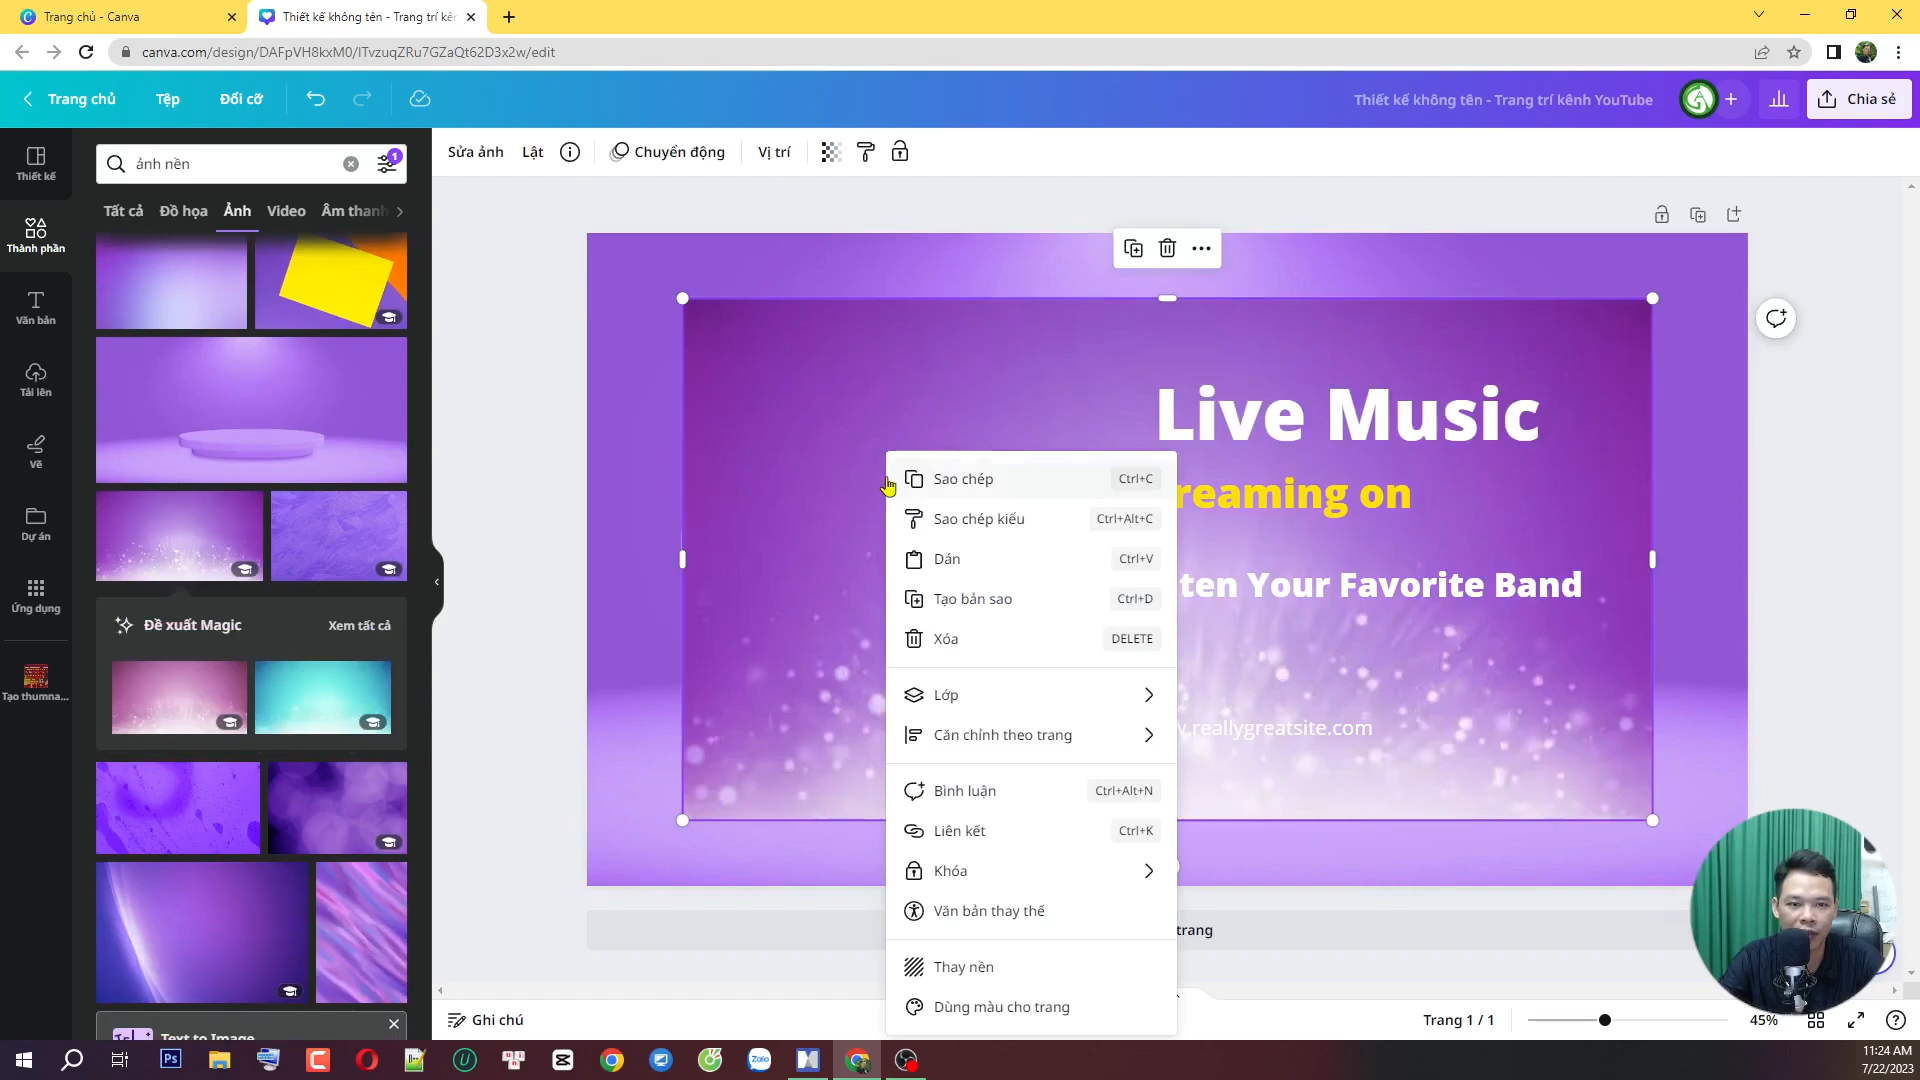 Trang chủ - Canva
Thiết kế không tên - Trang trí kên
canva.com/design/DAFpVH8kxM0/ITvzuqZRu7GZaQt62D3x2w/edit
Trang chủ
Tệp
Đổi cỡ
Thiết kế không tên - Trang trí kênh YouTube
Chia sẻ
Thiết kế
Thành phần
Văn bản
Tải lên
Vẽ
Dự án
Ứng dụng
Tạo thumna...
ảnh nền
1
Tất cả
Đồ họa
Ảnh
Video
Âm thanh
Đề xuất Magic
Xem tất cả
Text to Image
Sửa ảnh
Lật
Chuyển động
Vị trí
Live Music
reaming on
ten Your Favorite Band
.reallygreatsite.com
Sao chép Ctrl+C
Sao chép kiểu Ctrl+Alt+C
Dán Ctrl+V
Tạo bản sao Ctrl+D
Xóa DELETE
Lớp
Căn chỉnh theo trang
Bình luận Ctrl+Alt+N
Liên kết Ctrl+K
Khóa
Văn bản thay thế
Thay nền
Dùng màu cho trang
trang
Ghi chú
Trang 1 / 1
45%
Ps
Zalo
11:24 AM
7/22/2023